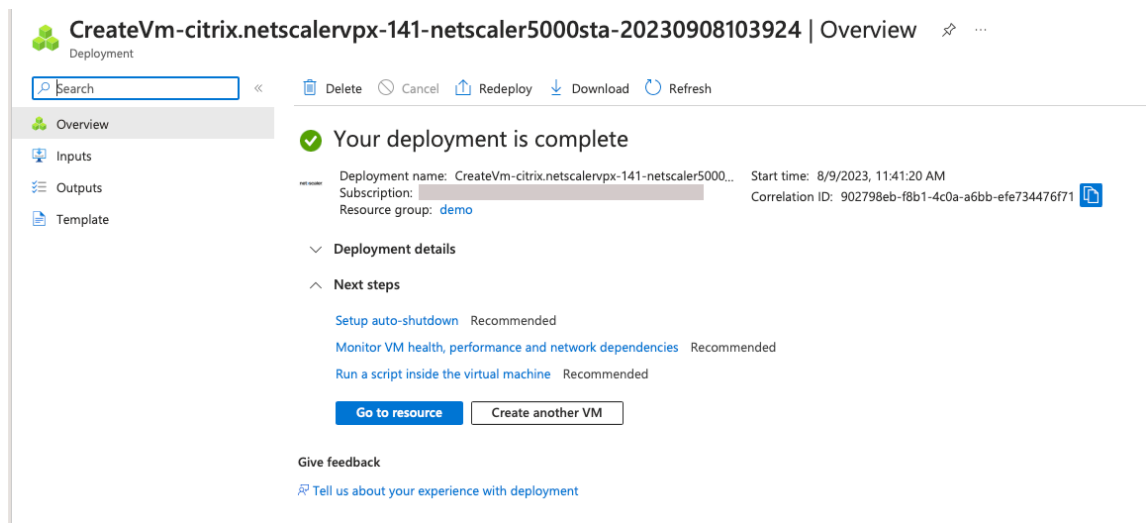 CreateVm-citrix.netscalervpx-141-netscaler5000sta-20230908103924 | Overview
Deployment
Search
«
Delete Cancel Redeploy Download Refresh
Overview
Inputs
Outputs
Template
Your deployment is complete
net scaler
Deployment name: CreateVm-citrix.netscalervpx-141-netscaler5000... Start time: 8/9/2023, 11:41:20 AM
Subscription: Correlation ID: 902798eb-f8b1-4c0a-a6bb-efe734476f71
Resource group: demo
Deployment details
Next steps
Setup auto-shutdown Recommended
Monitor VM health, performance and network dependencies Recommended
Run a script inside the virtual machine Recommended
Go to resource Create another VM
Give feedback
Tell us about your experience with deployment